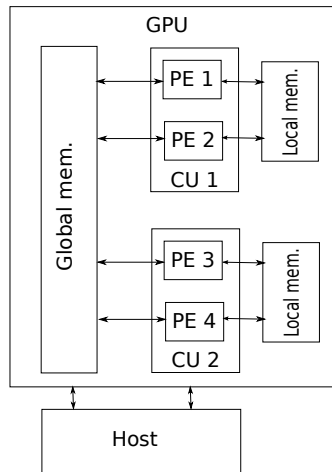 GPU
Global mem.
PE 1
PE 2
CU 1
Local mem.
PE 3
PE 4
CU 2
Local mem.
Host